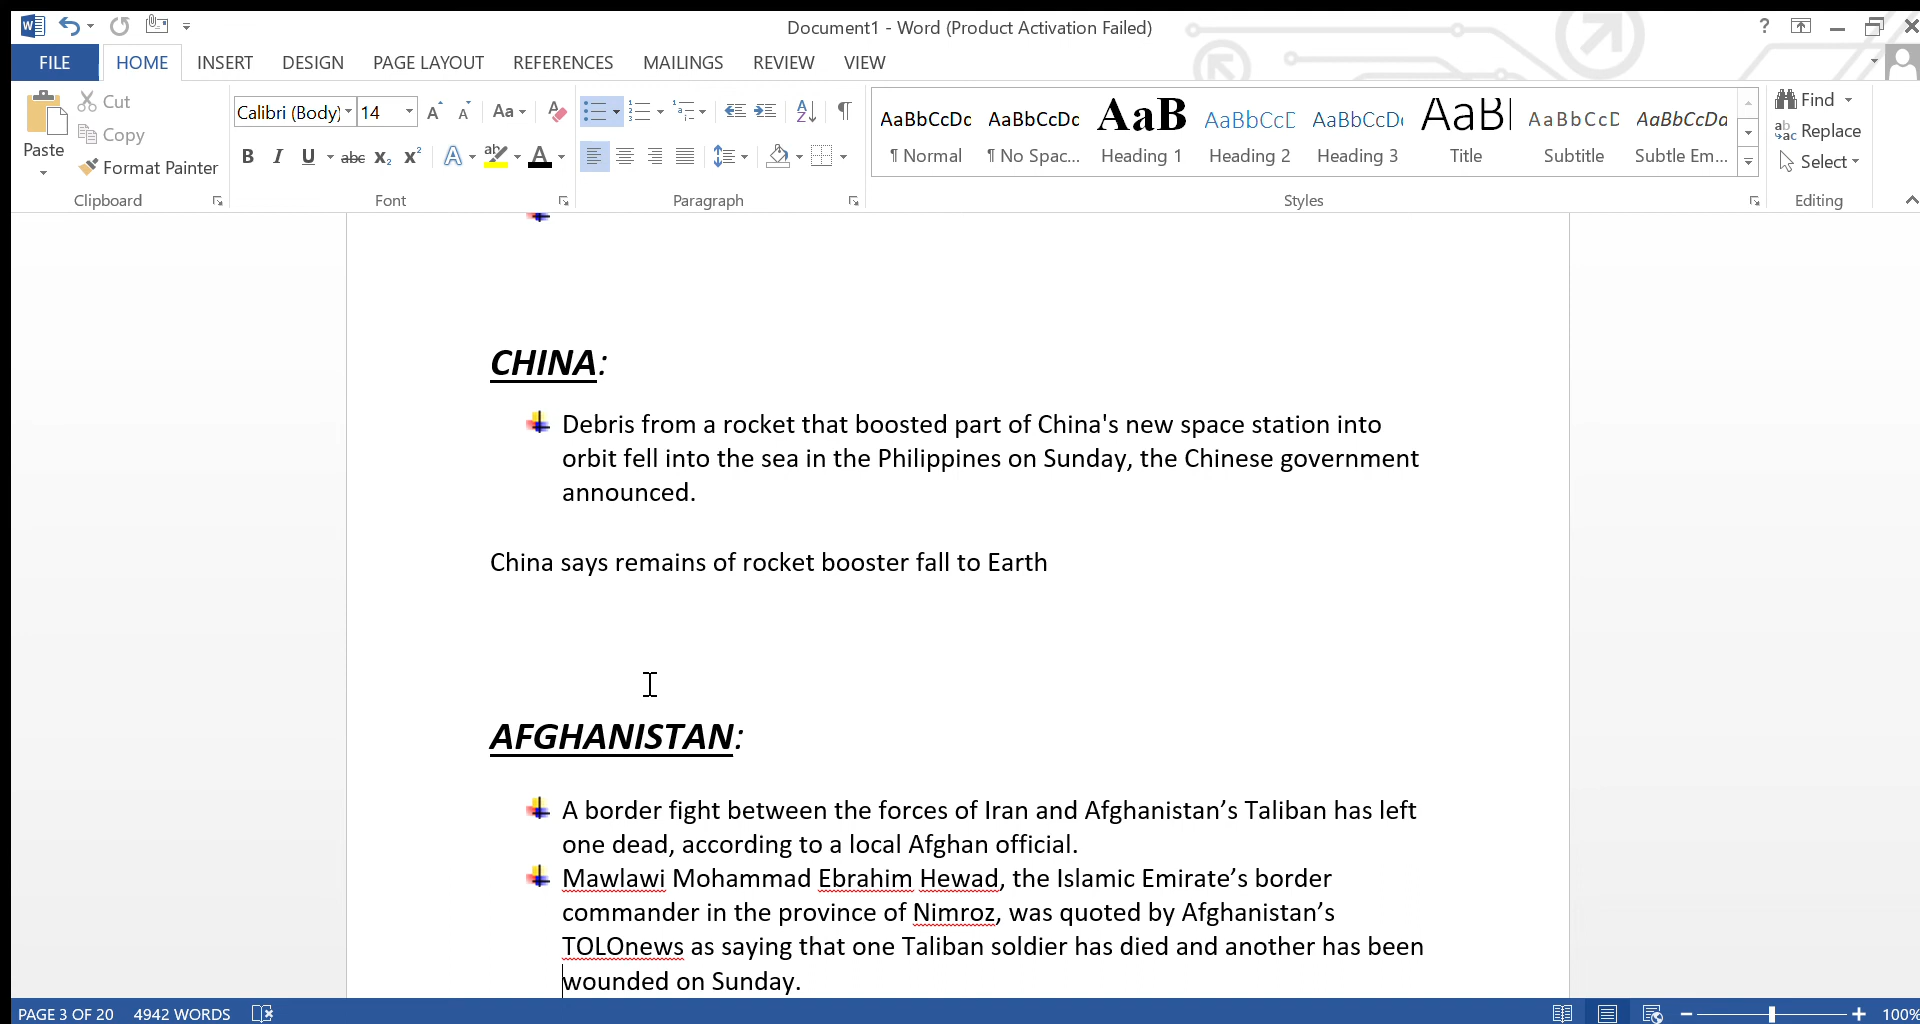 Document1 - Word (Product Activation Failed)
FILE HOME INSERT DESIGN PAGE LAYOUT REFERENCES MAILINGS REVIEW VIEW
Paste
Cut
Copy
Format Painter
Clipboard
Calibri (Body) 14
Font
Paragraph
AaBbCcDc AaBbCcDc AaB AaBbCcC AaBbCcDc AaB AaBbCcD AaBbCcDd
¶ Normal ¶ No Spac... Heading 1 Heading 2 Heading 3 Title Subtitle Subtle Em...
Styles
Find
Replace
Select
Editing
CHINA:
Debris from a rocket that boosted part of China's new space station into
orbit fell into the sea in the Philippines on Sunday, the Chinese government
announced.
China says remains of rocket booster fall to Earth
AFGHANISTAN:
A border fight between the forces of Iran and Afghanistan’s Taliban has left
one dead, according to a local Afghan official.
Mawlawi Mohammad Ebrahim Hewad, the Islamic Emirate’s border
commander in the province of Nimroz, was quoted by Afghanistan’s
TOLOnews as saying that one Taliban soldier has died and another has been
wounded on Sunday.
PAGE 3 OF 20 4942 WORDS 100%